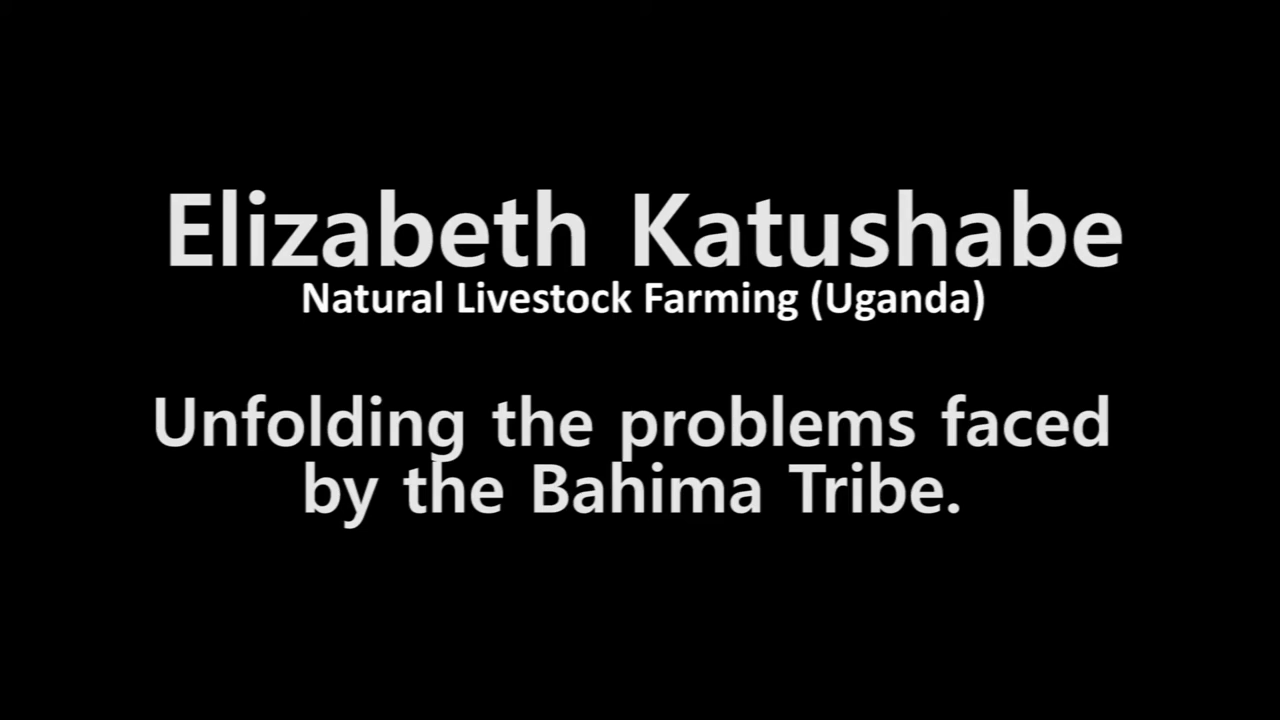 Elizabeth Katushabe
Natural Livestock Farming (Uganda)
Unfolding the problems faced
by the Bahima Tribe.